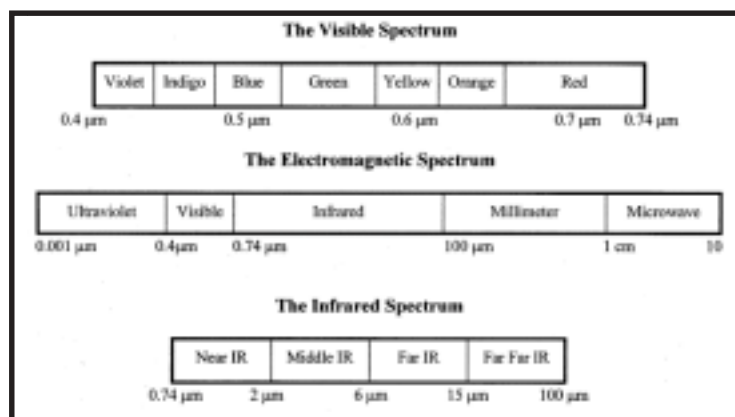 The Visible Spectrum
Violet Indigo Blue Green Yellow Orange Red
0.4 µm 0.5 µm 0.6 µm 0.7 µm 0.74 µm
The Electromagnetic Spectrum
Ultraviolet Visible Infrared Millimeter Microwave
0.001 µm 0.4µm 0.74 µm 100 µm 1 cm 10
The Infrared Spectrum
Near IR Middle IR Far IR Far Far IR
0.74 µm 2 µm 6 µm 15 µm 100 µm